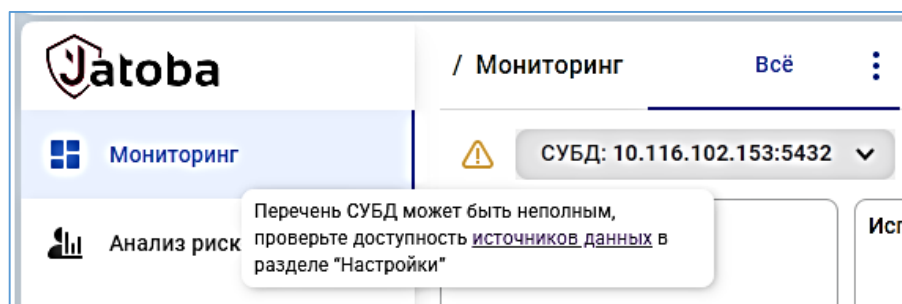 Jatoba
/ Мониторинг
Всё
Мониторинг
СУБД: 10.116.102.153:5432
Перечень СУБД может быть неполным,
проверьте доступность источников данных в
разделе “Настройки”
Анализ риск
Ис